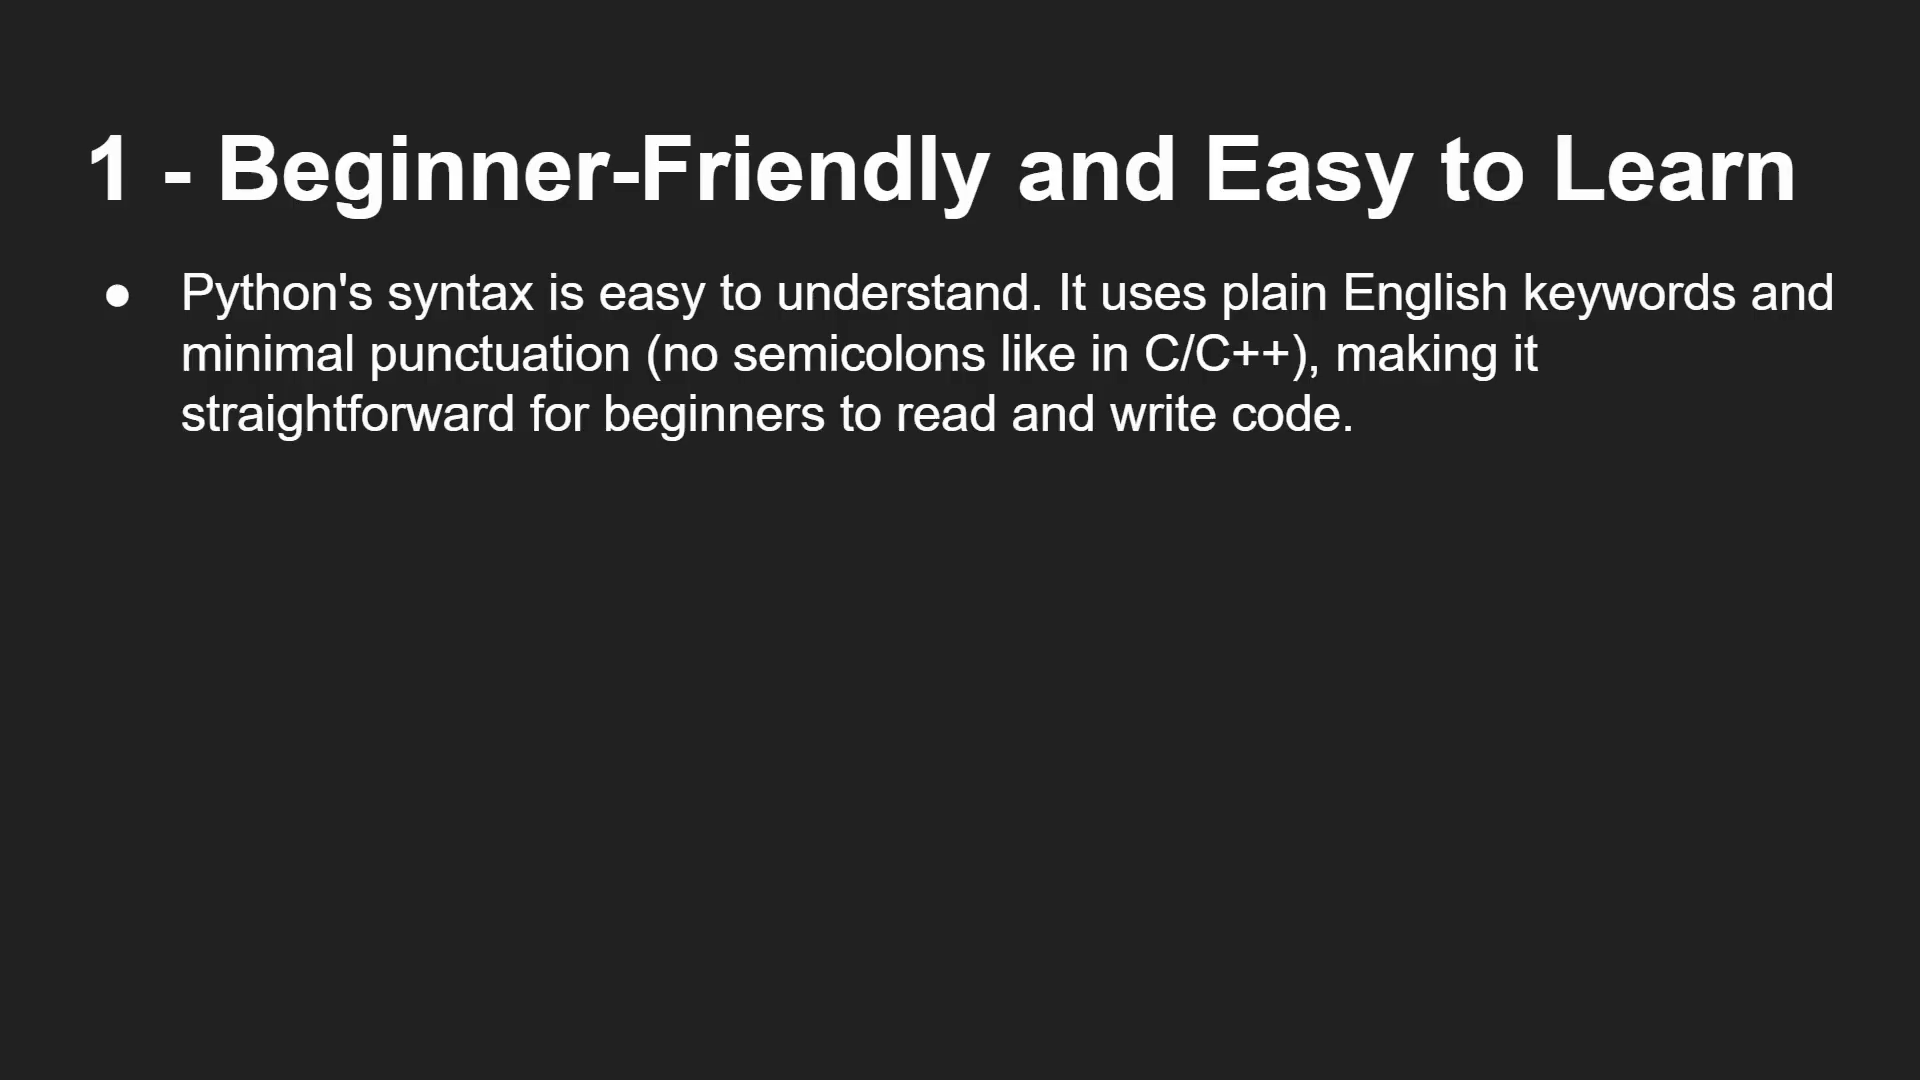 1 - Beginner-Friendly and Easy to Learn
● Python's syntax is easy to understand. It uses plain English keywords and
minimal punctuation (no semicolons like in C/C++), making it
straightforward for beginners to read and write code.